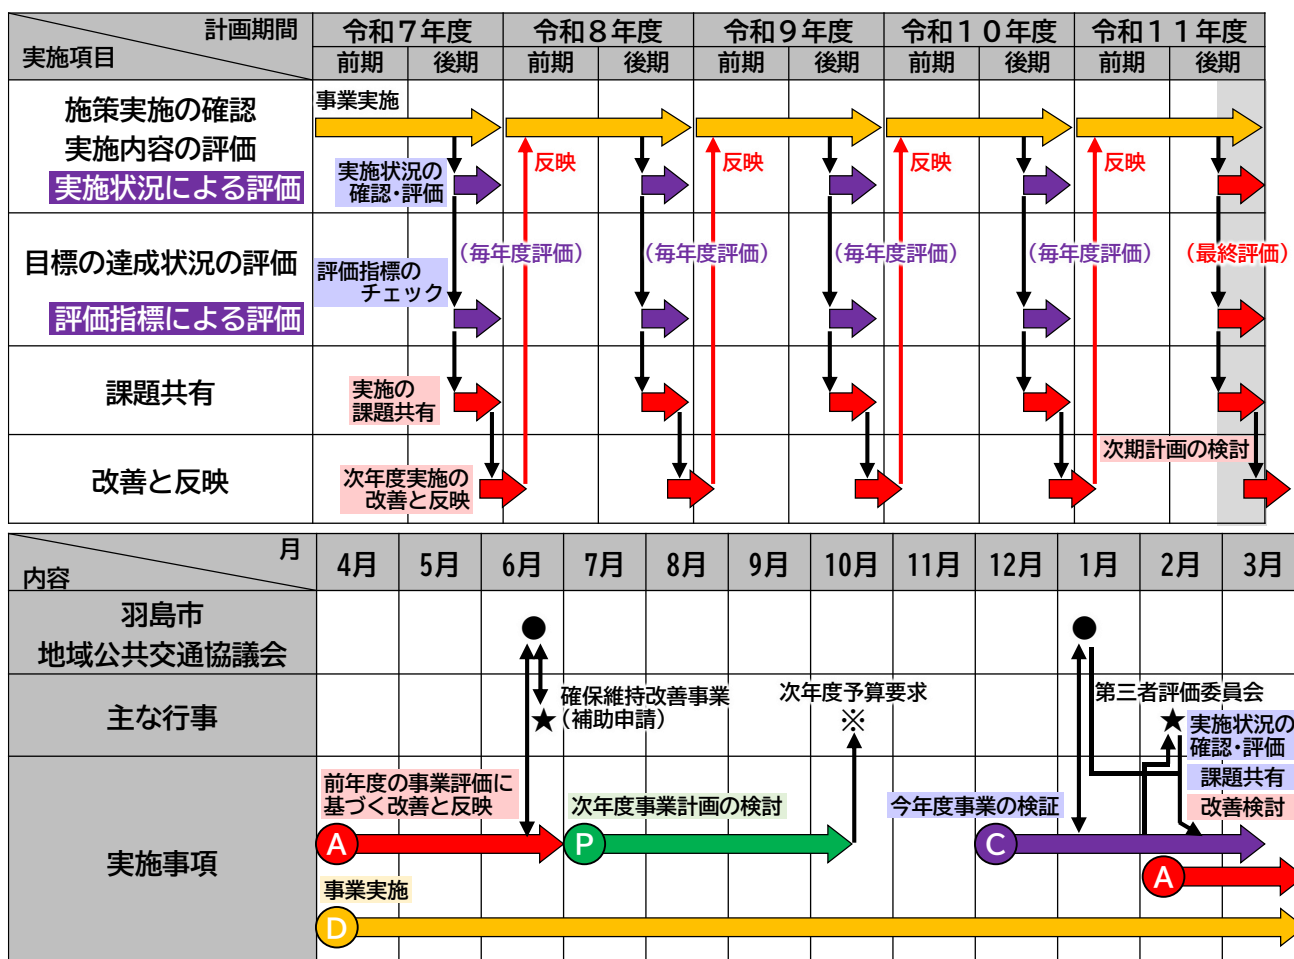 計画期間
実施項目
令和７年度
令和８年度
令和９年度
令和１０年度
令和１１年度
前期
後期
前期
後期
前期
後期
前期
後期
前期
後期
施策実施の確認
実施内容の評価
実施状況による評価
事業実施
実施状況の
確認・評価
反映
反映
反映
反映
目標の達成状況の評価
評価指標による評価
評価指標の
チェック
（毎年度評価）
（毎年度評価）
（毎年度評価）
（毎年度評価）
（最終評価）
課題共有
実施の
課題共有
改善と反映
次年度実施の
改善と反映
次期計画の検討
月
内容
4月
5月
6月
7月
8月
9月
10月
11月
12月
1月
2月
3月
羽島市
地域公共交通協議会
●
●
主な行事
確保維持改善事業
★（補助申請）
次年度予算要求
※
第三者評価委員会
★
実施状況の
確認・評価
課題共有
改善検討
実施事項
前年度の事業評価に
基づく改善と反映
A
次年度事業計画の検討
P
今年度事業の検証
C
A
事業実施
D